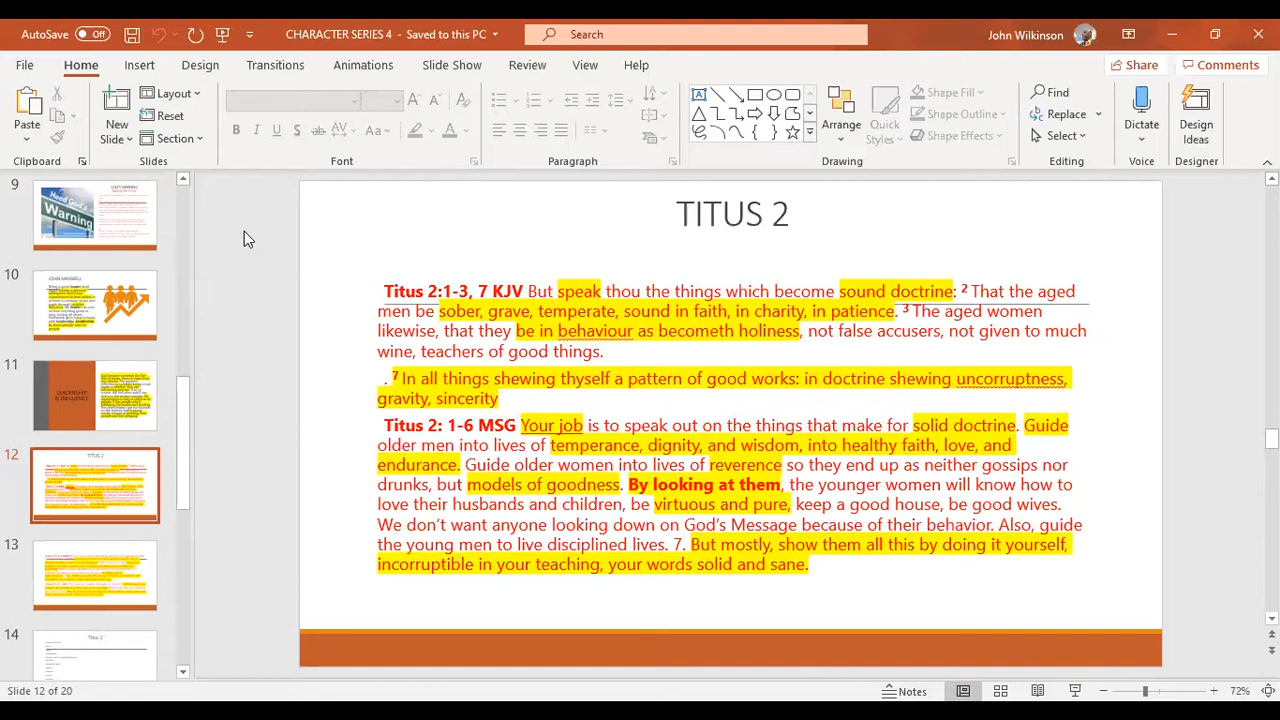 AutoSave Off CHARACTER SERIES 4 - Saved to this PC Search John Wilkinson
File Home Insert Design Transitions Animations Slide Show Review View Help Share Comments
Paste New Slide Layout Reset Section Arrange Quick Styles Shape Fill Shape Outline Shape Effects Find Replace Select Dictate Design Ideas
Clipboard Slides Font Paragraph Drawing Editing Voice Designer
9
Heed God's Warning
10
JOHN MAXWELL
11
LEADERSHIP IS INFLUENCE
12
TITUS 2
13
14
Titus 2
TITUS 2
Titus 2:1-3, 7 KJV But speak thou the things which become sound doctrine: 2 That the aged
men be sober, grave, temperate, sound in faith, in charity, in patience. 3 The aged women
likewise, that they be in behaviour as becometh holiness, not false accusers, not given to much
wine, teachers of good things.
. 7 In all things shewing thyself a pattern of good works: in doctrine shewing uncorruptness,
gravity, sincerity
Titus 2: 1-6 MSG Your job is to speak out on the things that make for solid doctrine. Guide
older men into lives of temperance, dignity, and wisdom, into healthy faith, love, and
endurance. Guide older women into lives of reverence so they end up as neither gossips nor
drunks, but models of goodness. By looking at them, the younger women will know how to
love their husbands and children, be virtuous and pure, keep a good house, be good wives.
We don't want anyone looking down on God's Message because of their behavior. Also, guide
the young men to live disciplined lives. 7. But mostly, show them all this by doing it yourself,
incorruptible in your teaching, your words solid and sane.
Slide 12 of 20 Notes 72%